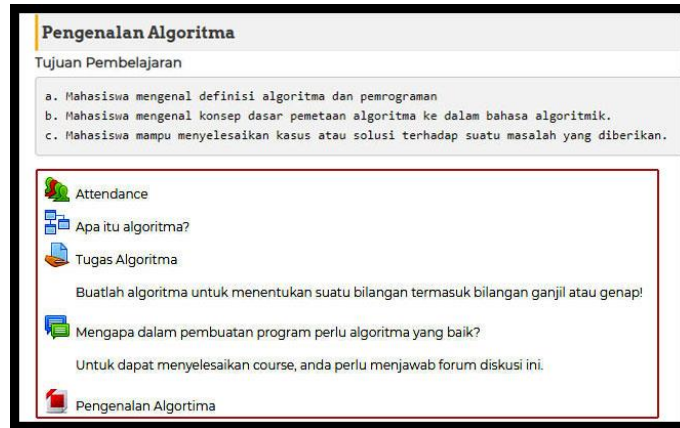 Pengenalan Algoritma
Tujuan Pembelajaran
a. Mahasiswa mengenal definisi algoritma dan pemrograman
b. Mahasiswa mengenal konsep dasar pemetaan algoritma ke dalam bahasa algoritmik.
c. Mahasiswa mampu menyelesaikan kasus atau solusi terhadap suatu masalah yang diberikan.
Attendance
Apa itu algoritma?
Tugas Algoritma
Buatlah algoritma untuk menentukan suatu bilangan termasuk bilangan ganjil atau genap!
Mengapa dalam pembuatan program perlu algoritma yang baik?
Untuk dapat menyelesaikan course, anda perlu menjawab forum diskusi ini.
Pengenalan Algortima